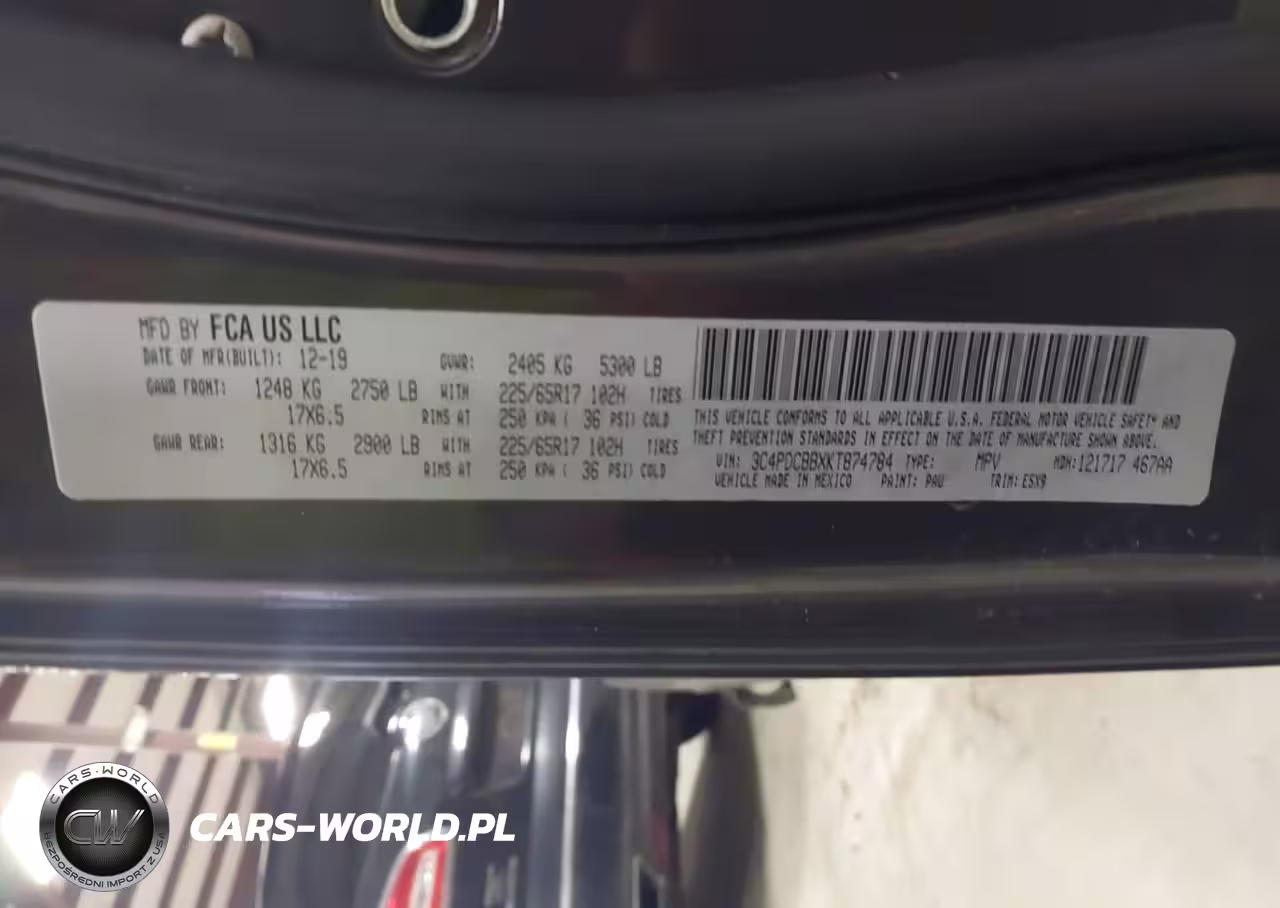 MFD BY FCA US LLC
DATE OF MFR(BUILT): 12-19 GVWR: 2405 KG 5300 LB
GAWR FRONT: 1248 KG 2750 LB WITH 225/65R17 102H TIRES
17X6.5 RIMS AT 250 KPA ( 36 PSI) COLD
GAWR REAR: 1316 KG 2900 LB WITH 225/65R17 102H TIRES
17X6.5 RIMS AT 250 KPA ( 36 PSI) COLD
THIS VEHICLE CONFORMS TO ALL APPLICABLE U.S.A. FEDERAL MOTOR VEHICLE SAFETY AND
THEFT PREVENTION STANDARDS IN EFFECT ON THE DATE OF MANUFACTURE SHOWN ABOVE.
VIN: 3C4PDCBBXKT874784 TYPE: MPV MDH:121717 467AA
VEHICLE MADE IN MEXICO PAINT: PAU TRIM: E5X9
CARS-WORLD
CW
BEZPOŚREDNI IMPORT Z USA
CARS-WORLD.PL